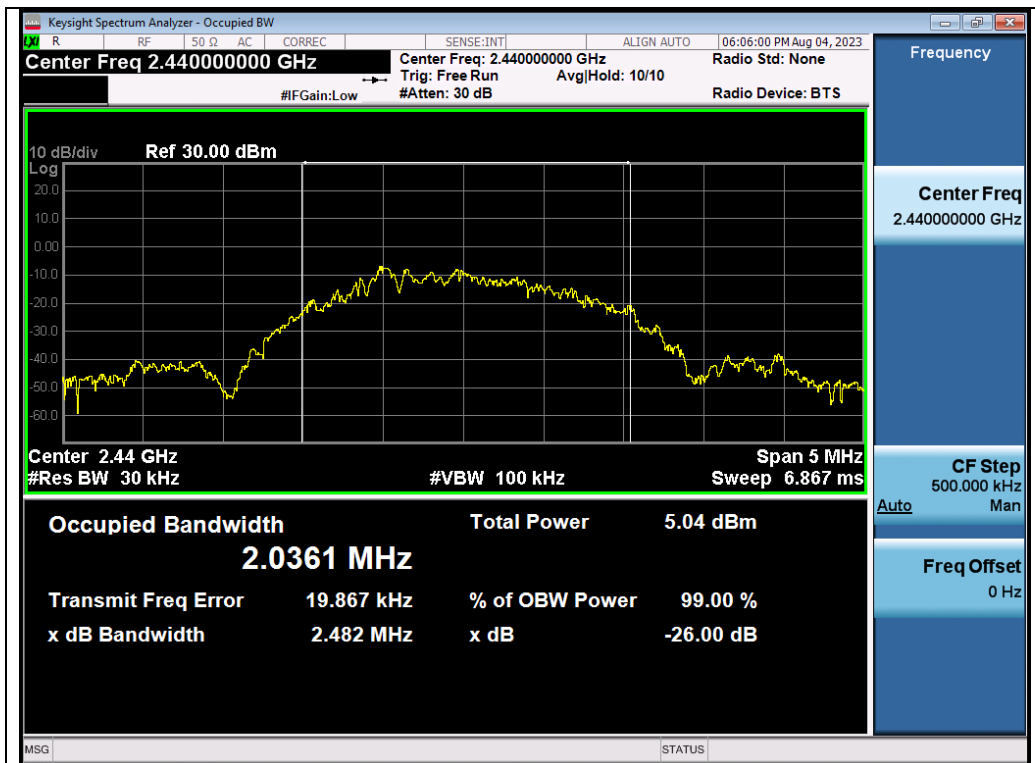 Keysight Spectrum Analyzer - Occupied BW
LXI R RF 50 Ω AC CORREC SENSE:INT ALIGN AUTO 06:06:00 PM Aug 04, 2023
Center Freq 2.440000000 GHz
Center Freq: 2.440000000 GHz Radio Std: None
Trig: Free Run Avg|Hold: 10/10
#IFGain:Low #Atten: 30 dB Radio Device: BTS
10 dB/div Ref 30.00 dBm
Log
20.0
10.0
0.00
-10.0
-20.0
-30.0
-40.0
-50.0
-60.0
Center 2.44 GHz Span 5 MHz
#Res BW 30 kHz #VBW 100 kHz Sweep 6.867 ms
Occupied Bandwidth Total Power 5.04 dBm
2.0361 MHz
Transmit Freq Error 19.867 kHz % of OBW Power 99.00 %
x dB Bandwidth 2.482 MHz x dB -26.00 dB
Frequency
Center Freq
2.440000000 GHz
CF Step
500.000 kHz
Auto Man
Freq Offset
0 Hz
MSG STATUS